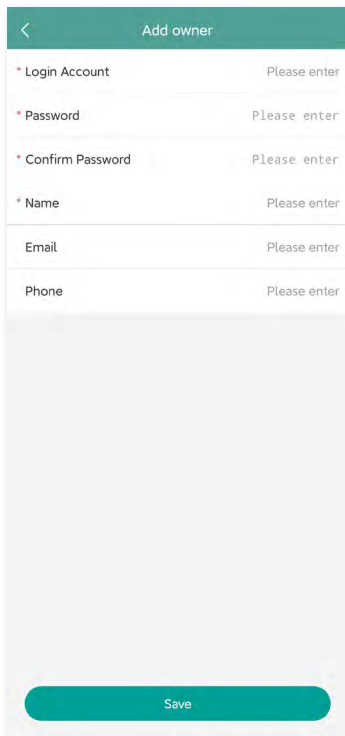 Add owner
* Login Account Please enter
* Password Please enter
* Confirm Password Please enter
* Name Please enter
Email Please enter
Phone Please enter
Save